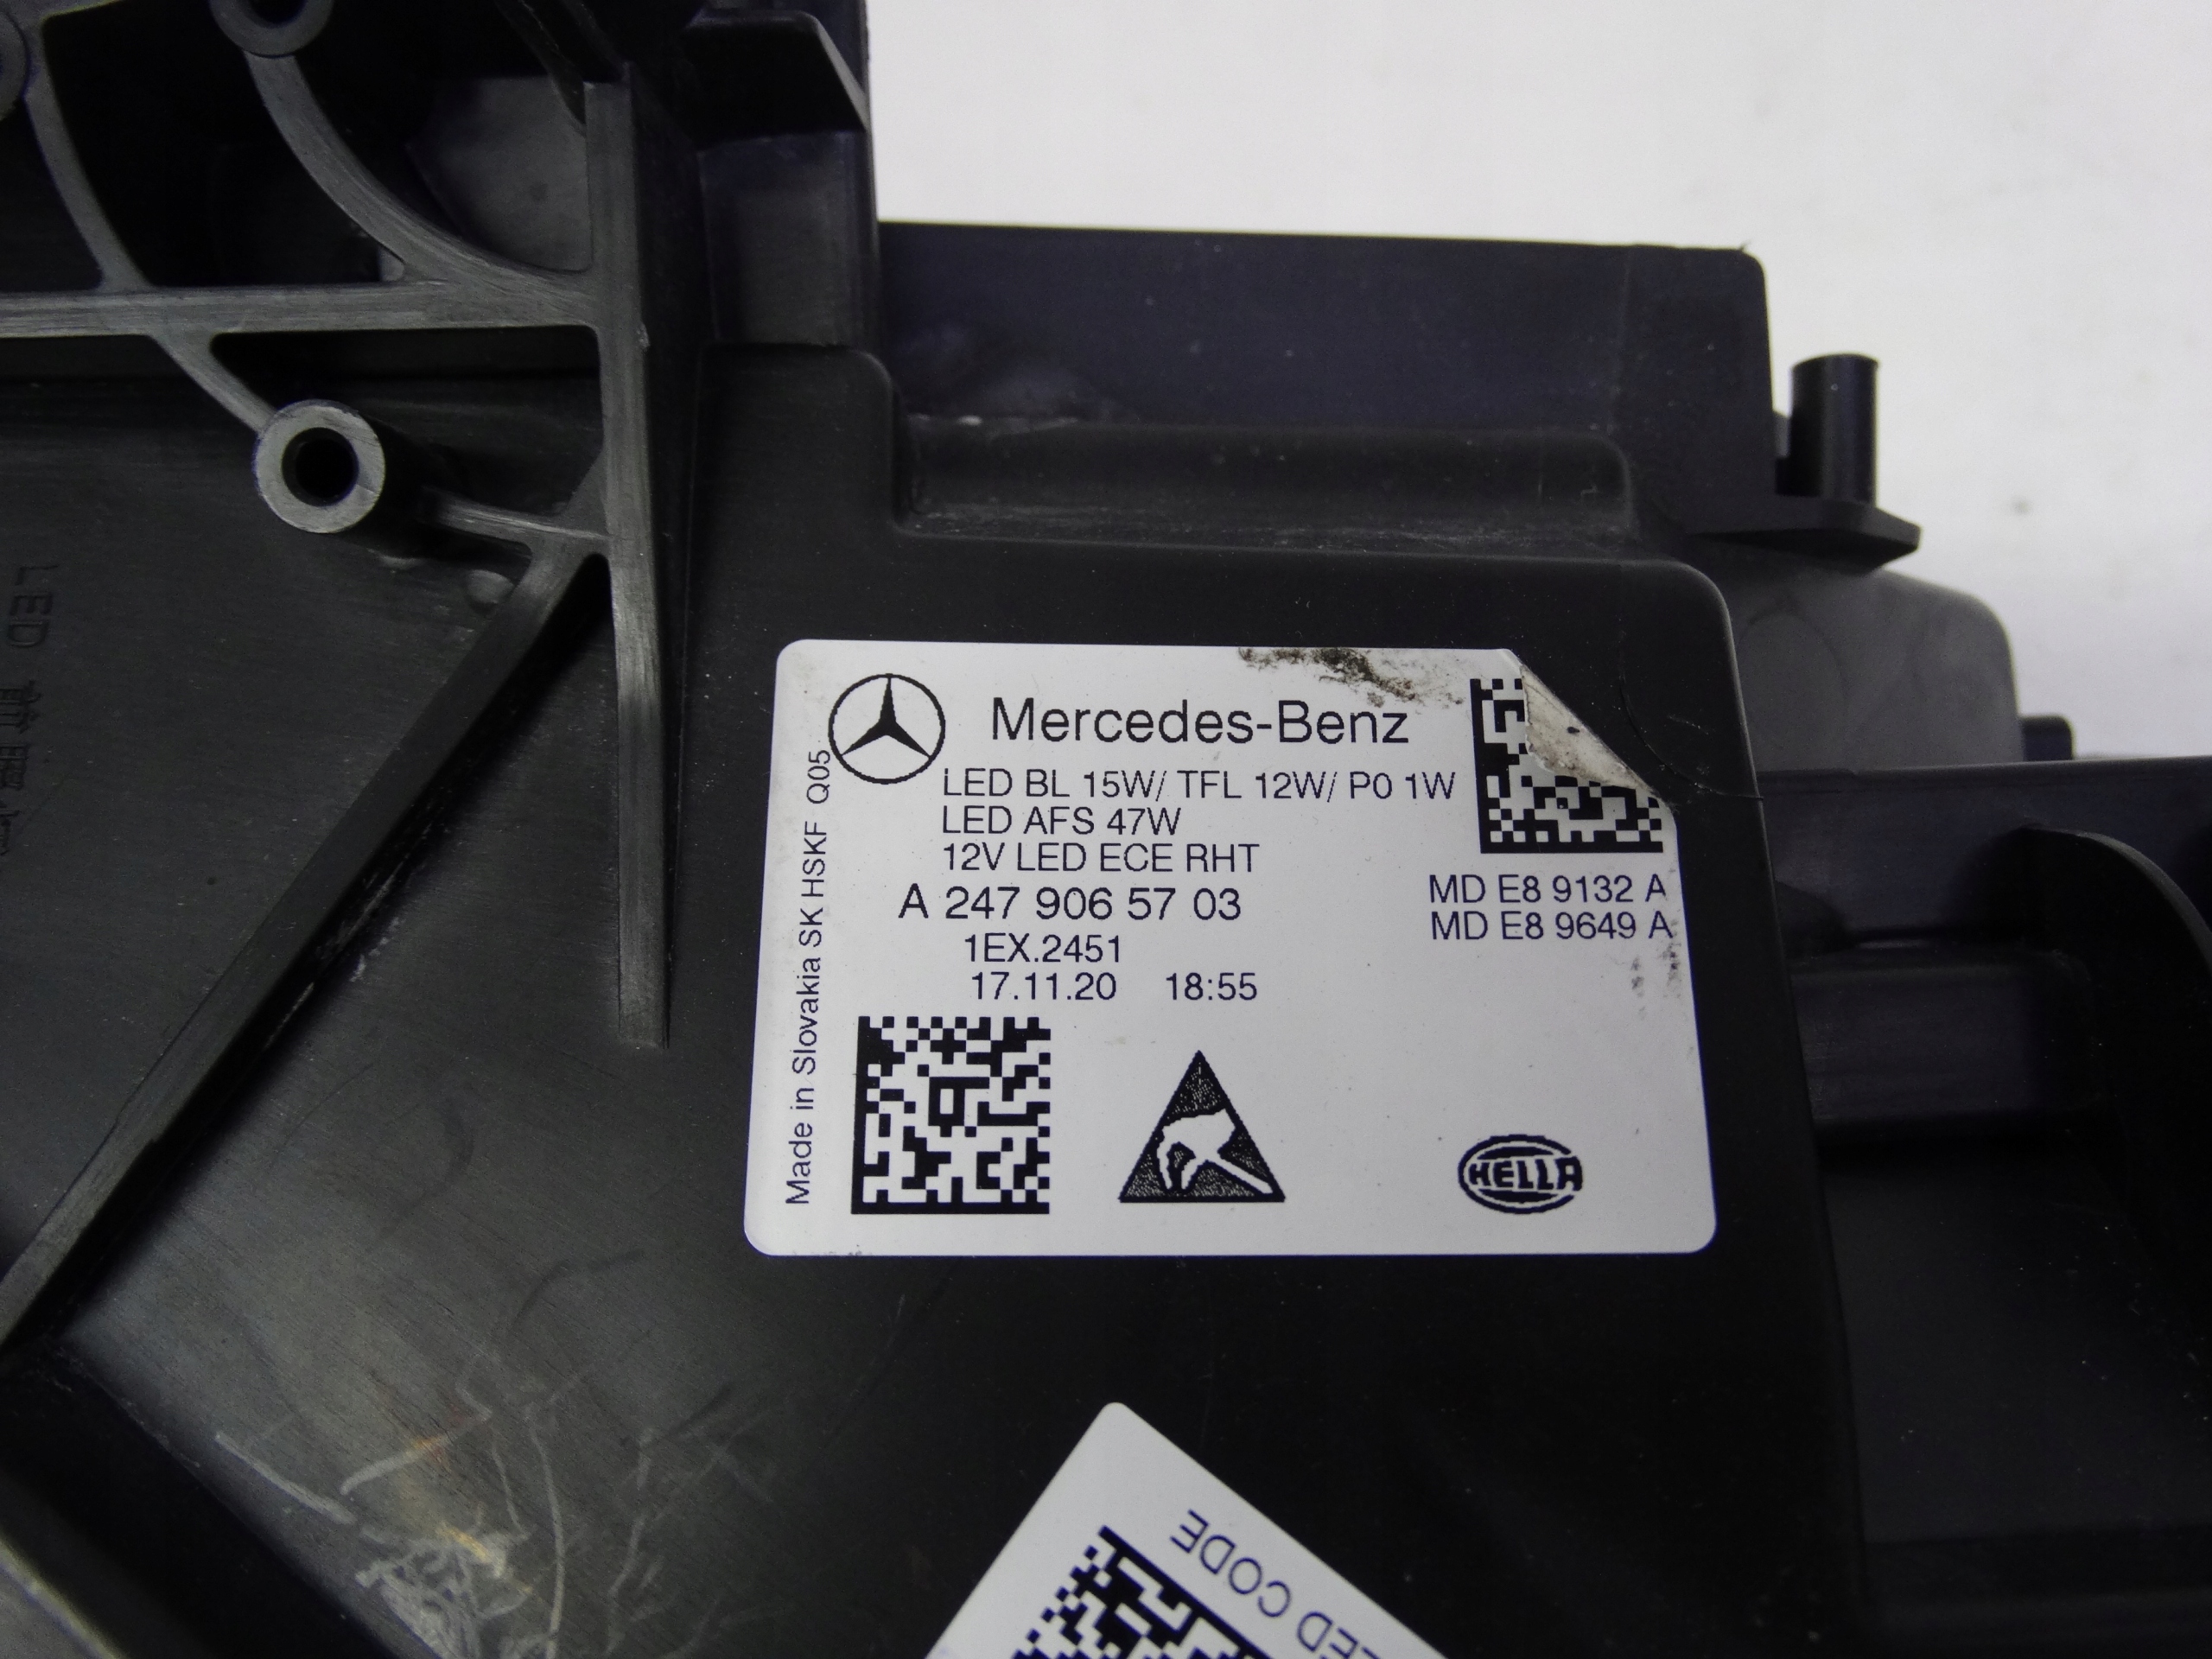 Mercedes-Benz
LED BL 15W/ TFL 12W/ P0 1W
LED AFS 47W
12V LED ECE RHT
A 247 906 57 03
1EX.2451
17.11.20 18:55
MD E8 9132 A
MD E8 9649 A
Made in Slovakia SK HSKF Q05
HELLA
LED CODE
LED